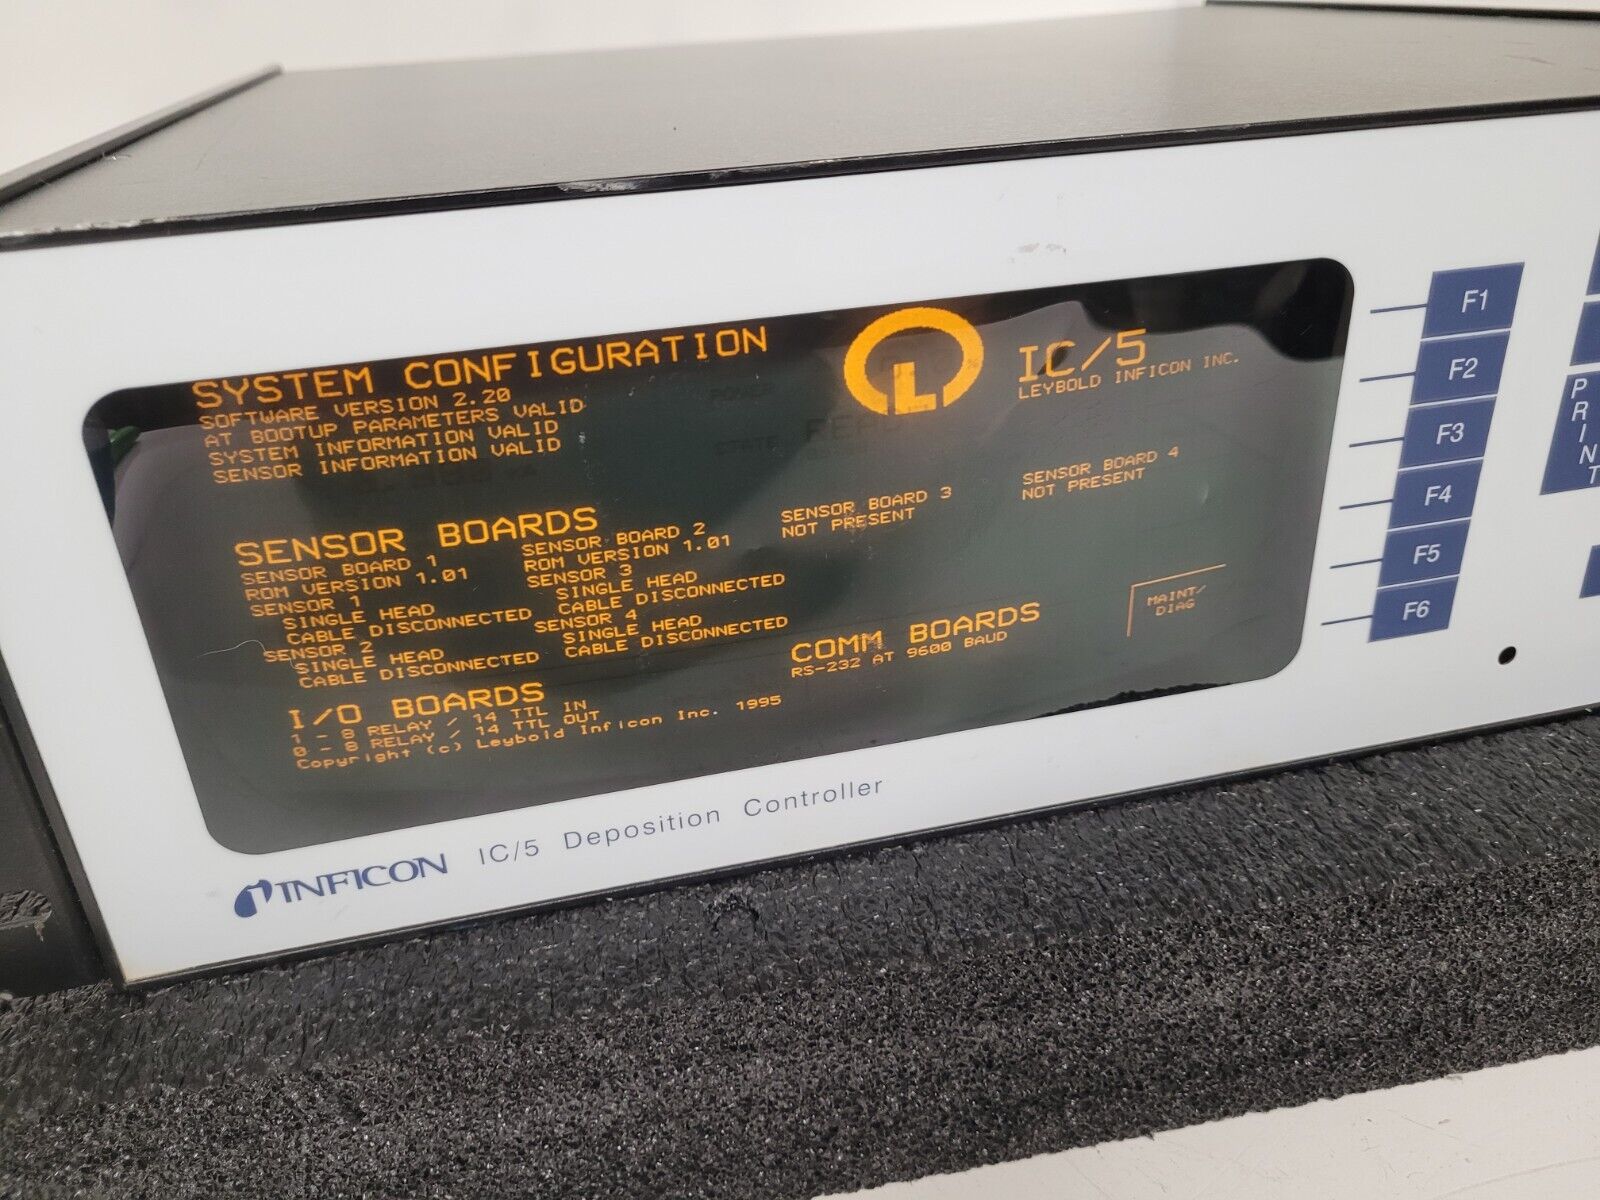 SYSTEM CONFIGURATION
SOFTWARE VERSION 2.20
AT BOOTUP PARAMETERS VALID
SYSTEM INFORMATION VALID
SENSOR INFORMATION VALID
L
IC/5
LEYBOLD INFICON INC.
SENSOR BOARDS
SENSOR BOARD 1
ROM VERSION 1.01
SENSOR 1
SINGLE HEAD
CABLE DISCONNECTED
SENSOR 2
SINGLE HEAD
CABLE DISCONNECTED
SENSOR BOARD 2
ROM VERSION 1.01
SENSOR 3
SINGLE HEAD
CABLE DISCONNECTED
SENSOR 4
SINGLE HEAD
CABLE DISCONNECTED
SENSOR BOARD 3
NOT PRESENT
SENSOR BOARD 4
NOT PRESENT
COMM BOARDS
RS-232 AT 9600 BAUD
MAINT/
DIAG
I/O BOARDS
1 - 8 RELAY / 14 TTL IN
0 - 8 RELAY / 14 TTL OUT
Copyright (c) Leybold Inficon Inc. 1995
INFICON IC/5 Deposition Controller
F1
F2
F3
F4
F5
F6
PRINT